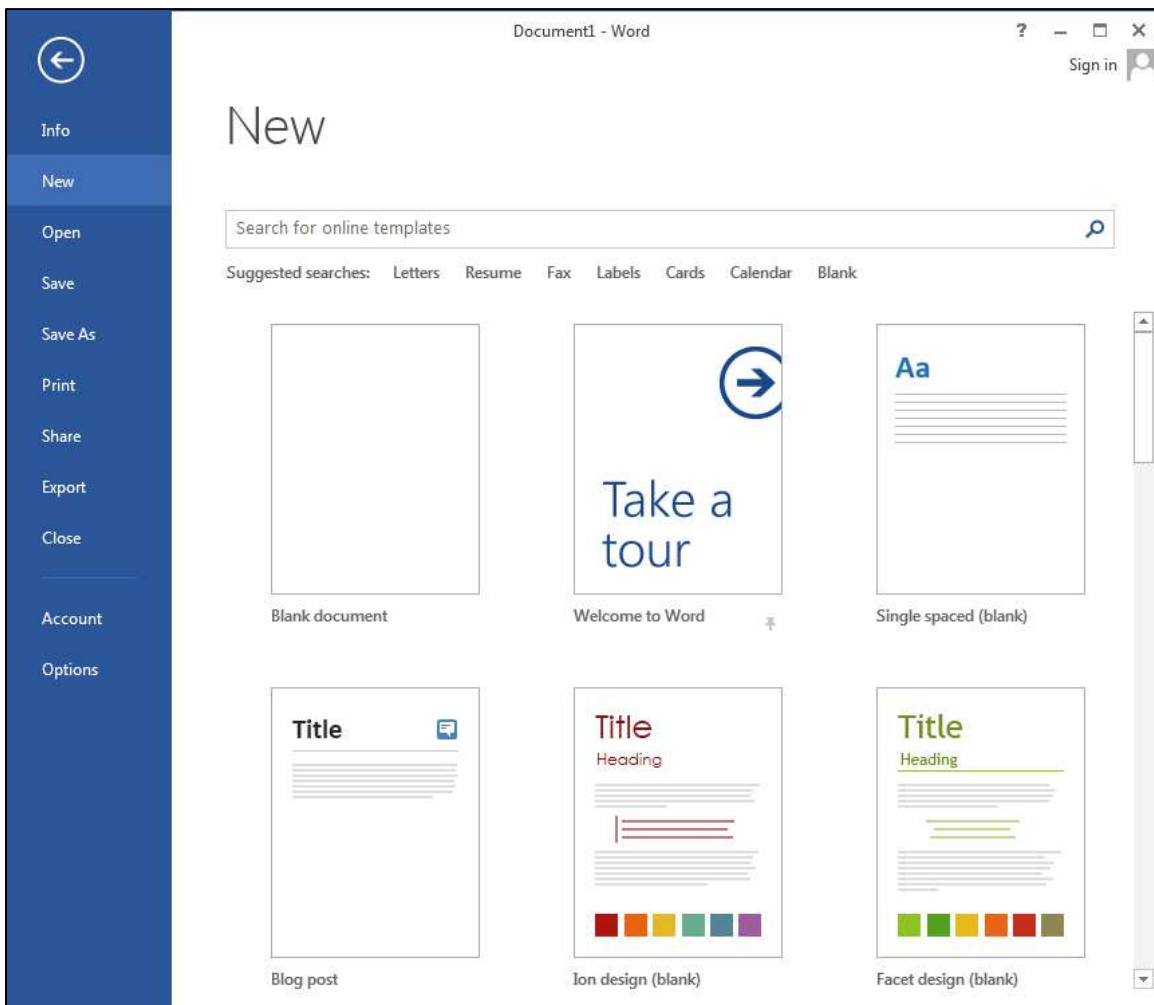 Document1 - Word
?
Sign in
Info
New
Open
Save
Save As
Print
Share
Export
Close
Account
Options
New
Search for online templates
Suggested searches: Letters Resume Fax Labels Cards Calendar Blank
Take a
tour
Aa
Blank document
Welcome to Word
Single spaced (blank)
Title
Title
Heading
Title
Heading
Blog post
Ion design (blank)
Facet design (blank)